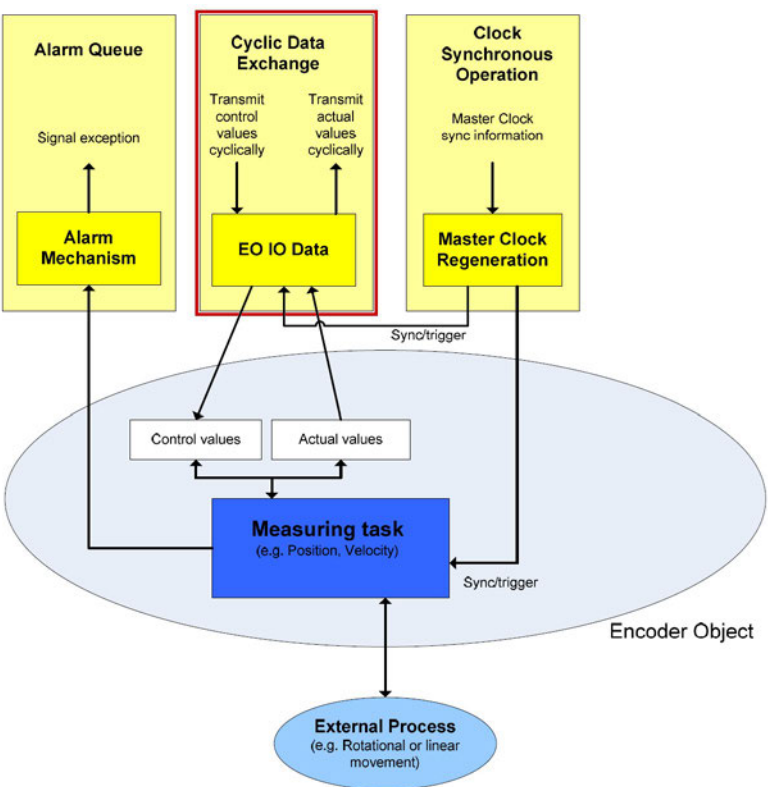 Alarm Queue
Signal exception
Alarm
Mechanism
Cyclic Data
Exchange
Transmit
control
values
cyclically
Transmit
actual
values
cyclically
EO IO Data
Clock
Synchronous
Operation
Master Clock
sync information
Master Clock
Regeneration
Sync/trigger
Control values
Actual values
Measuring task
(e.g. Position, Velocity)
Sync/trigger
Encoder Object
External Process
(e.g. Rotational or linear
movement)